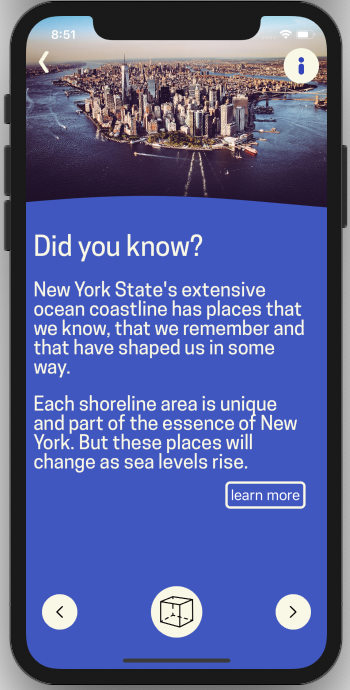 8:51
Did you know?
New York State's extensive
ocean coastline has places that
we know, that we remember and
that have shaped us in some
way.
Each shoreline area is unique
and part of the essence of New
York. But these places will
change as sea levels rise.
learn more